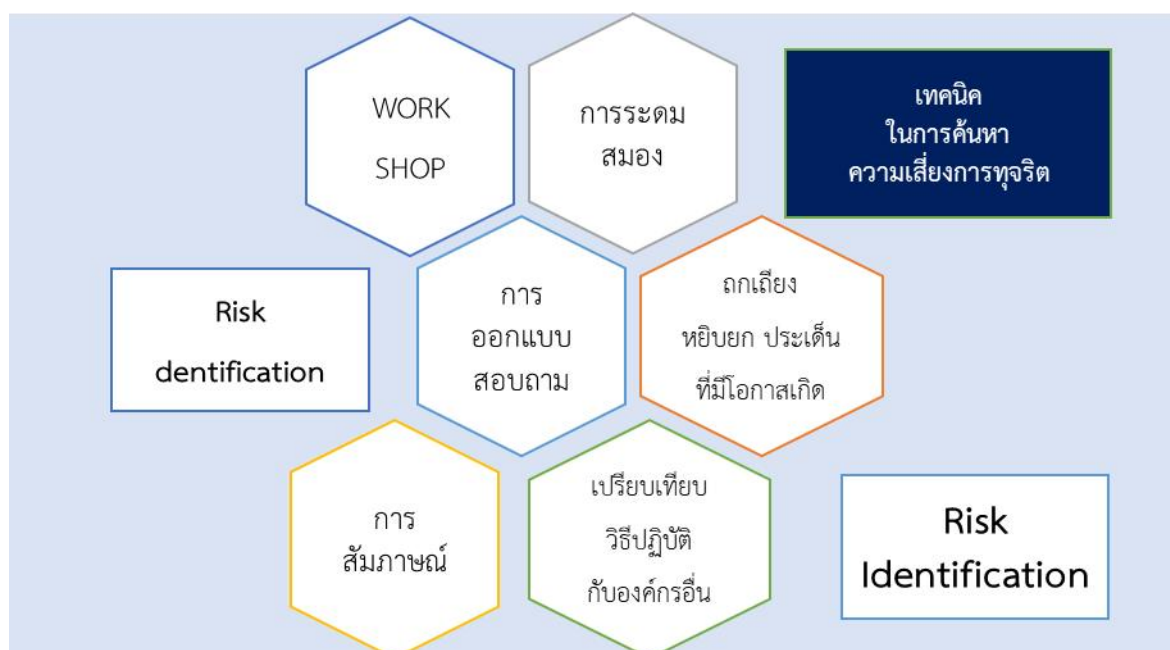 WORK
SHOP
การระดม
สมอง
เทคนิค
ในการค้นหา
ความเสี่ยงการทุจริต
Risk
dentification
การ
ออกแบบ
สอบถาม
ถกเถียง
หยิบยก ประเด็น
ที่มีโอกาสเกิด
การ
สัมภาษณ์
เปรียบเทียบ
วิธีปฏิบัติ
กับองค์กรอื่น
Risk
Identification